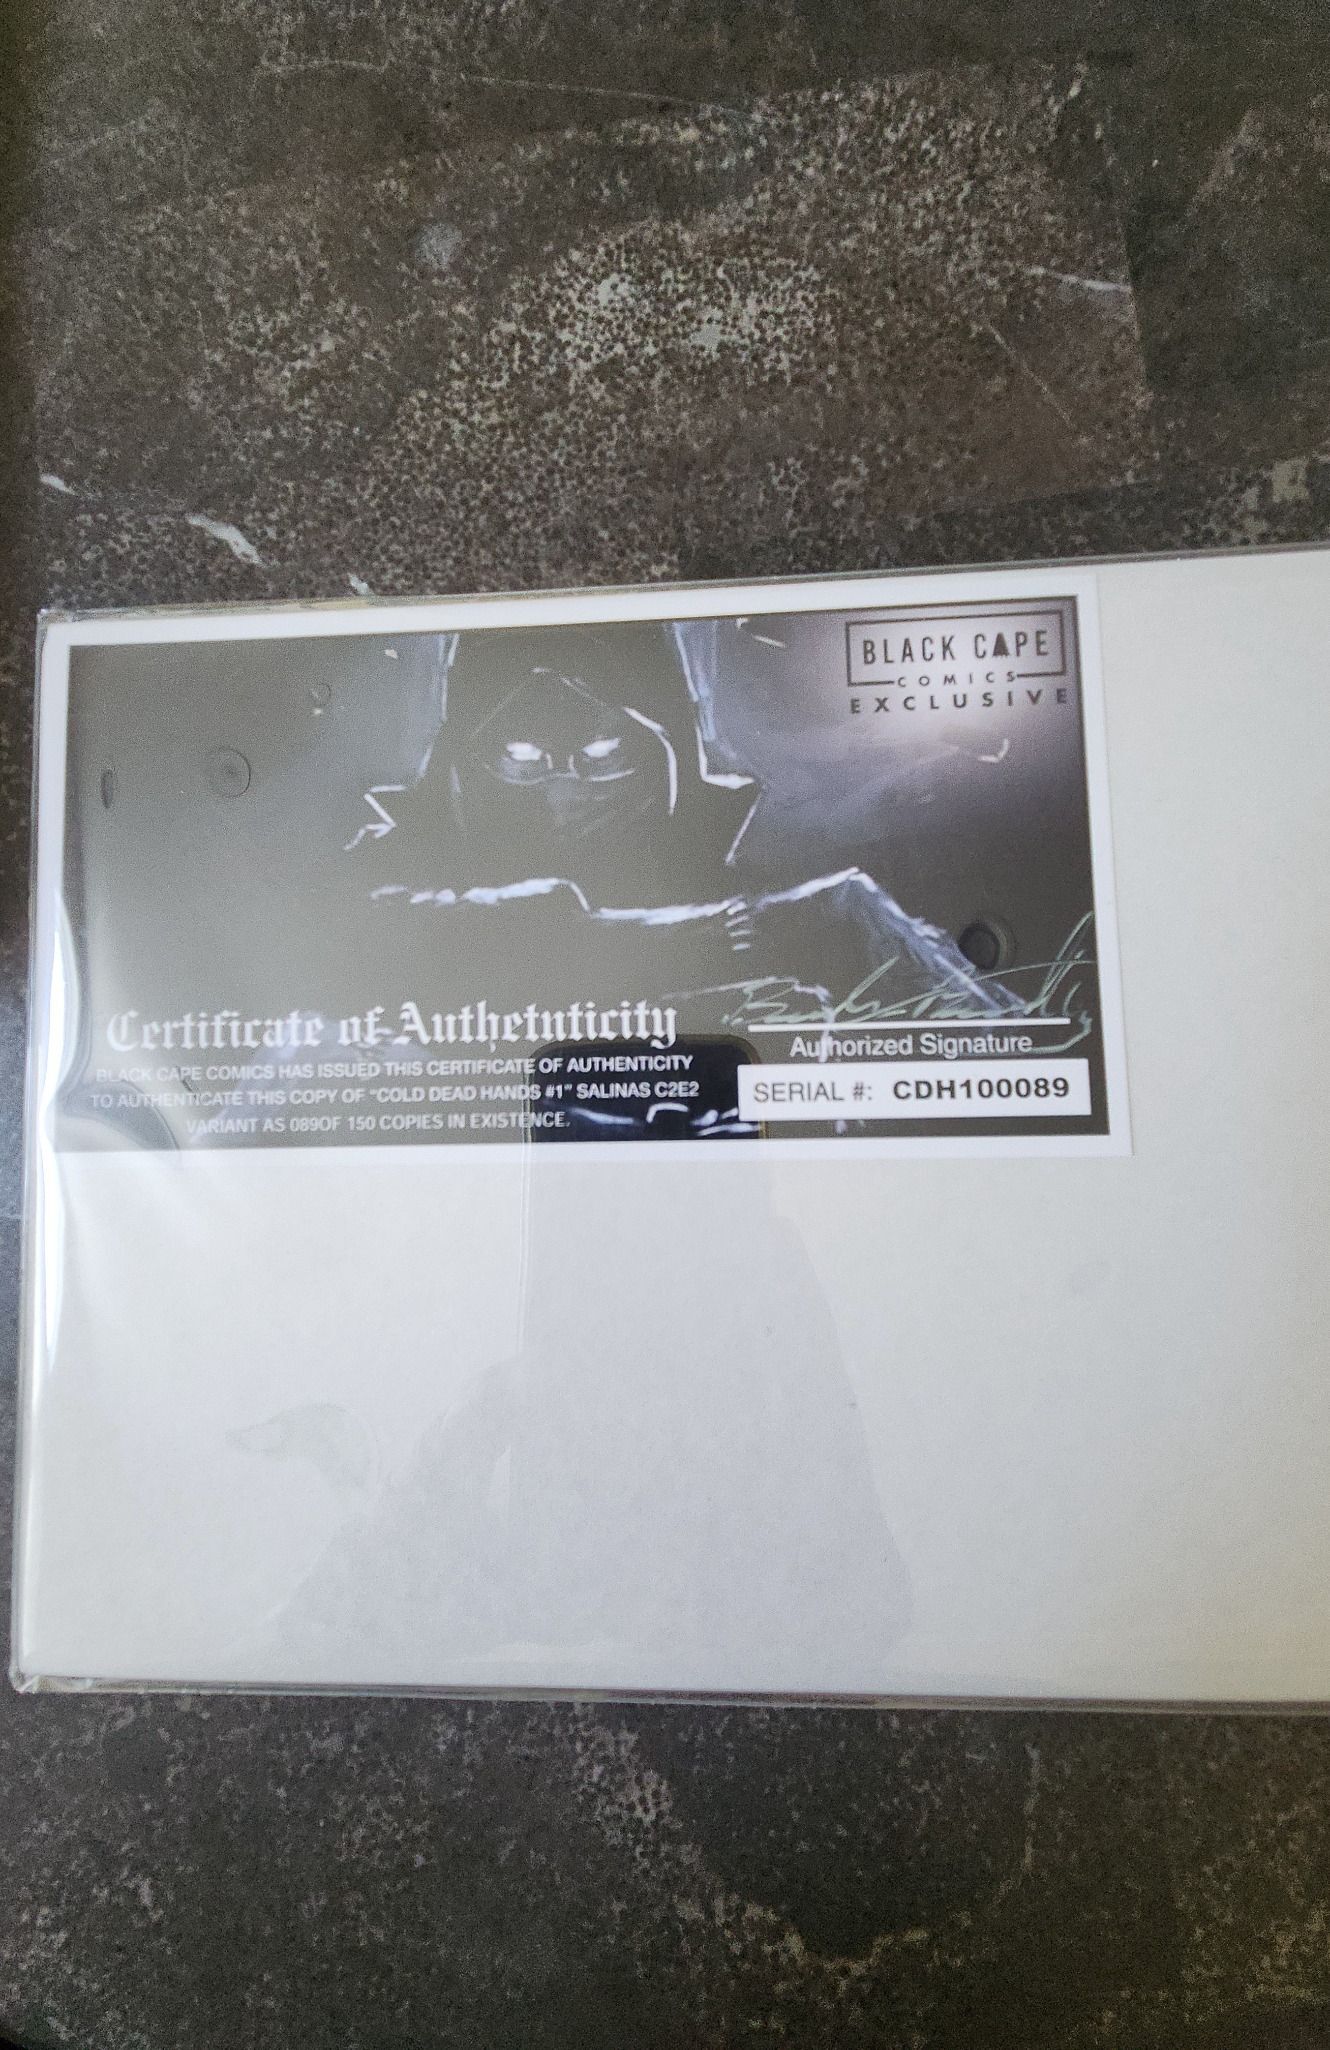 BLACK CAPE
COMICS
EXCLUSIVE
Certificate of Authetnticity
BLACK CAPE COMICS HAS ISSUED THIS CERTIFICATE OF AUTHENTICITY
TO AUTHENTICATE THIS COPY OF "COLD DEAD HANDS #1" SALINAS C2E2
VARIANT AS 089OF 150 COPIES IN EXISTENCE.
Authorized Signature
SERIAL #: CDH100089